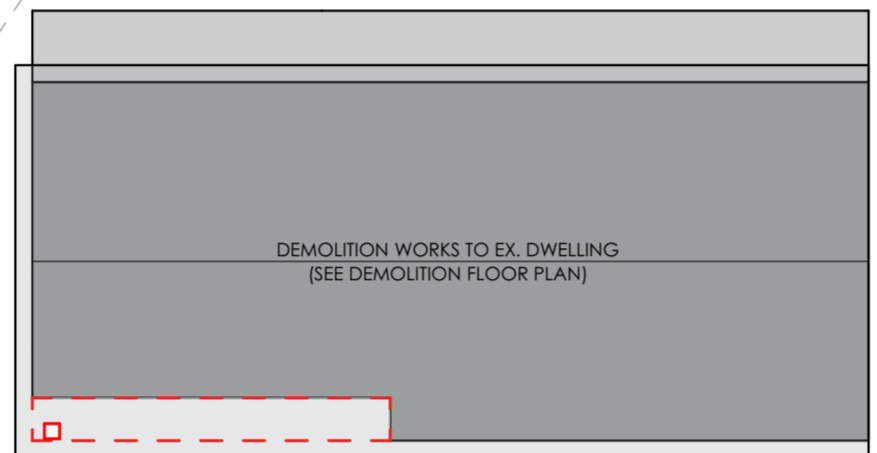 DEMOLITION WORKS TO EX. DWELLING
(SEE DEMOLITION FLOOR PLAN)